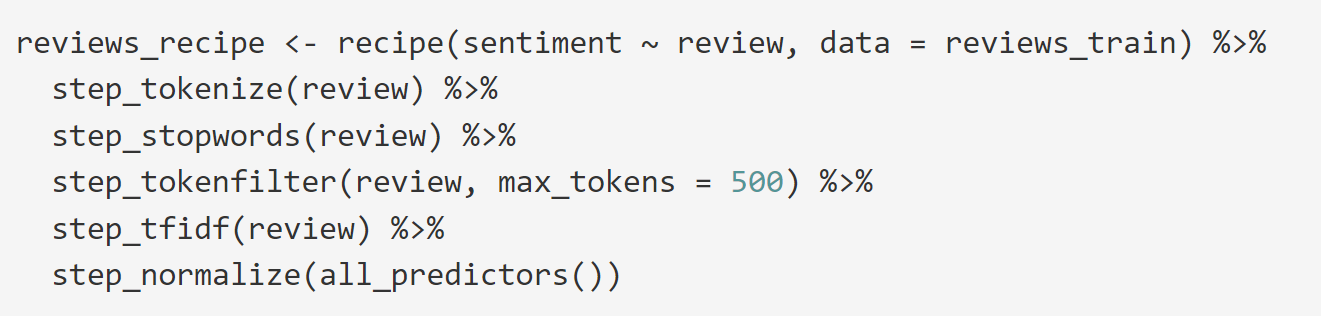 reviews_recipe <- recipe(sentiment ~ review, data = reviews_train) %>%
  step_tokenize(review) %>%
  step_stopwords(review) %>%
  step_tokenfilter(review, max_tokens = 500) %>%
  step_tfidf(review) %>%
  step_normalize(all_predictors())